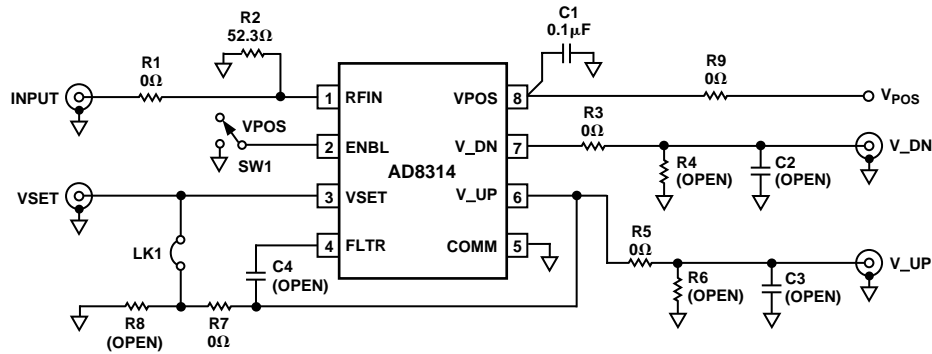 C1
0.1µF
R2
52.3Ω
R1
0Ω
R9
0Ω
INPUT
1 RFIN
VPOS 8
VPOS
VPOS
R3
0Ω
SW1
2 ENBL
V_DN 7
V_DN
AD8314
R4
(OPEN)
C2
(OPEN)
VSET
3 VSET
V_UP 6
LK1
4 FLTR
COMM 5
R5
0Ω
V_UP
C4
(OPEN)
R6
(OPEN)
C3
(OPEN)
R8
(OPEN)
R7
0Ω